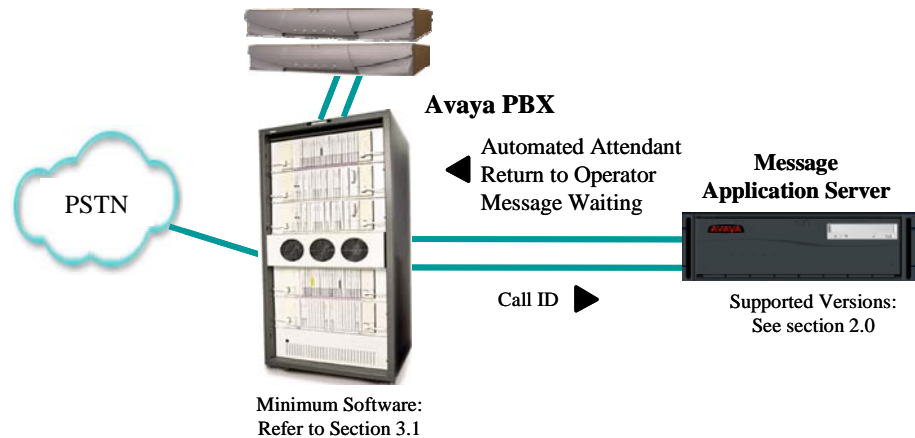 Avaya PBX
PSTN
Automated Attendant
Return to Operator
Message Waiting
Message
Application Server
AVAYA
Call ID
Supported Versions:
See section 2.0
Minimum Software:
Refer to Section 3.1